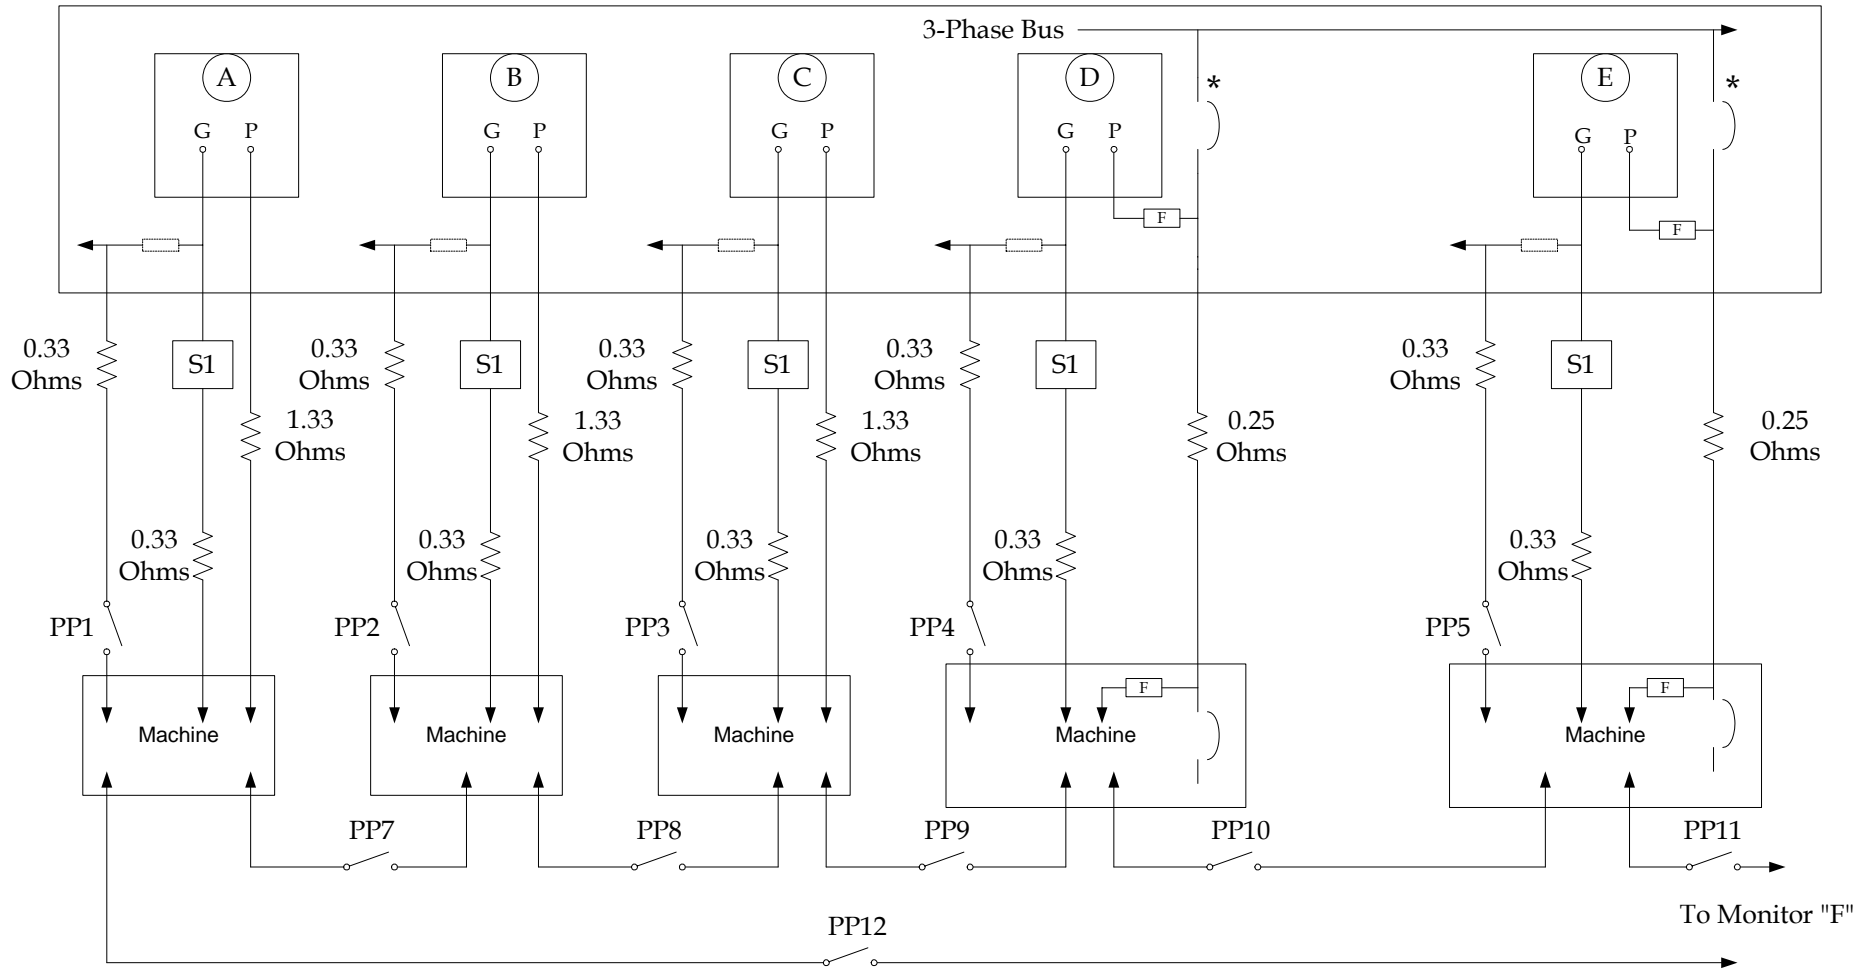 3-Phase Bus
A
B
C
D
E
*
*
G P
G P
G P
G P
G P
F
F
0.33
Ohms
S1
0.33
Ohms
S1
0.33
Ohms
S1
0.33
Ohms
S1
0.33
Ohms
S1
1.33
Ohms
1.33
Ohms
1.33
Ohms
0.25
Ohms
0.25
Ohms
0.33
Ohms
0.33
Ohms
0.33
Ohms
0.33
Ohms
0.33
Ohms
PP1
PP2
PP3
PP4
PP5
F
F
Machine
Machine
Machine
Machine
Machine
PP7
PP8
PP9
PP10
PP11
To Monitor "F"
PP12